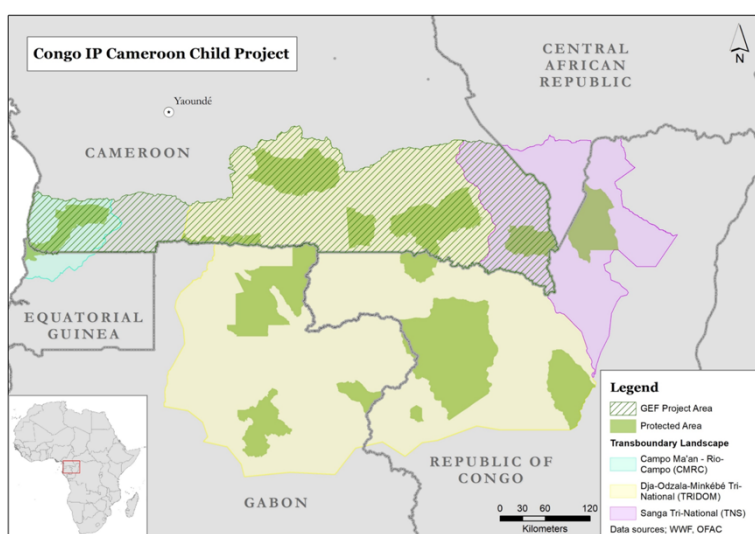 Congo IP Cameroon Child Project
CENTRAL
AFRICAN
REPUBLIC
N
Yaoundé
CAMEROON
EQUATORIAL
GUINEA
REPUBLIC OF
CONGO
GABON
Legend
GEF Project Area
Protected Area
Transboundary Landscape
Campo Ma'an - Rio-
Campo (CMRC)
Dja-Odzala-Minkébé Tri-
National (TRIDOM)
Sanga Tri-National (TNS)
Data sources; WWF, OFAC
0 30 60 120
Kilometers